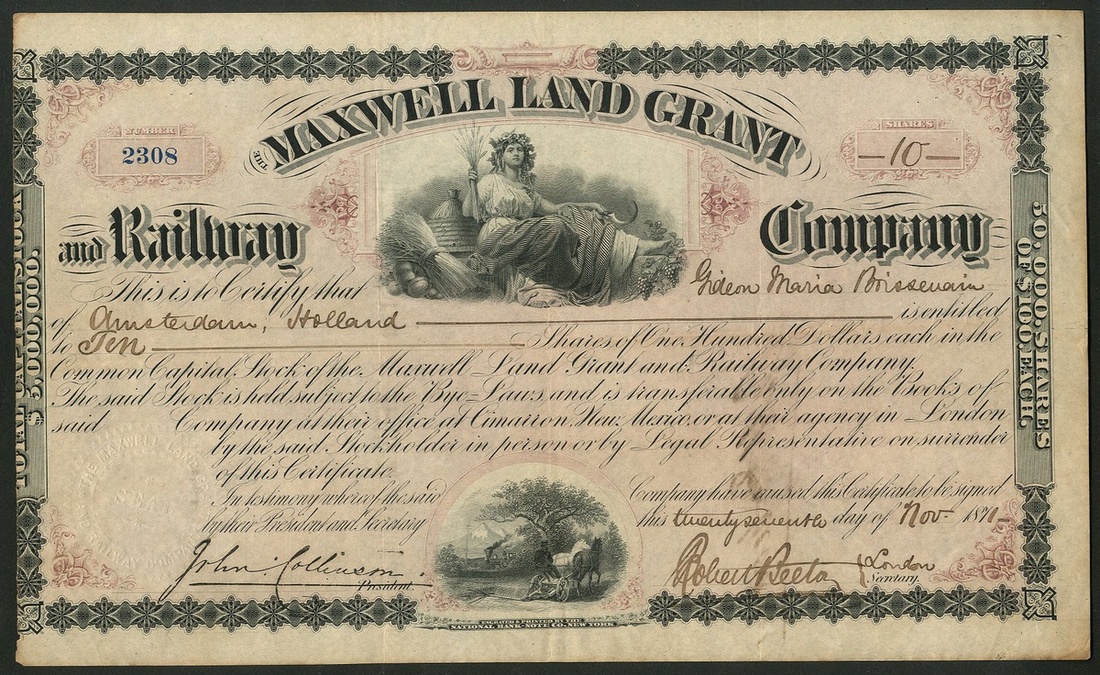 THE MAXWELL LAND GRANT
NUMBER
2308
SHARES
—10—
and Railway Company
This is to Certify that Gideon Maria Boissevain
of Amsterdam, Holland is entitled
to Ten Shares of One Hundred Dollars each in the
Common Capital Stock of the Maxwell Land Grant and Railway Company.
The said Stock is held subject to the Bye-Laws and is transferable only on the Books of
said Company at their office at Cimarron, New Mexico, or at their agency in London
by the said Stockholder in person or by Legal Representative on surrender
of this Certificate.
In testimony whereof the said Company have caused this Certificate to be signed
by their President and Secretary this twenty seventh day of Nov. 1871
John Collinson
President.
Robert London
Secretary.
50,000 SHARES
OF $100. EACH.
$5,000,000.
THE MAXWELL LAND
ENGRAVED & PRINTED BY THE
NATIONAL BANK-NOTE CO. NEW YORK